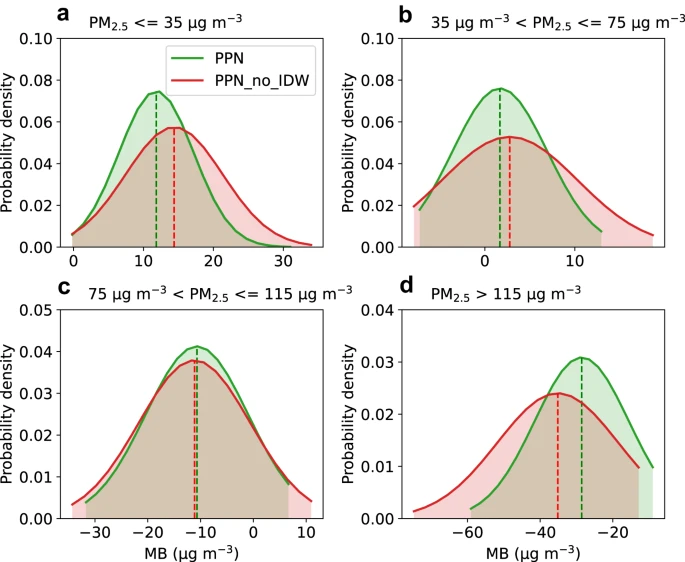 a PM₂.₅ <= 35 µg m⁻³
0.10
0.08
0.06
0.04
0.02
0.00
Probability density
PPN
PPN_no_IDW
0 10 20 30
b 35 µg m⁻³ < PM₂.₅ <= 75 µg m⁻³
0.10
0.08
0.06
0.04
0.02
0.00
Probability density
0 10
c 75 µg m⁻³ < PM₂.₅ <= 115 µg m⁻³
0.05
0.04
0.03
0.02
0.01
0.00
Probability density
−30 −20 −10 0 10
MB (µg m⁻³)
d PM₂.₅ > 115 µg m⁻³
0.04
0.03
0.02
0.01
0.00
Probability density
−60 −40 −20
MB (µg m⁻³)